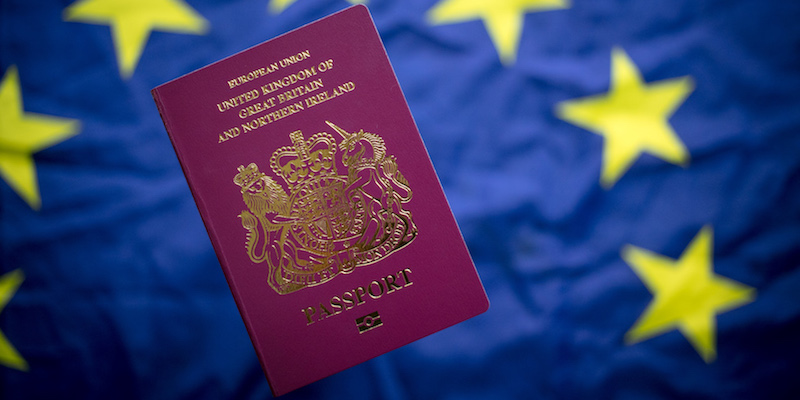 EUROPEAN UNION
UNITED KINGDOM OF
GREAT BRITAIN
AND NORTHERN IRELAND
PASSPORT